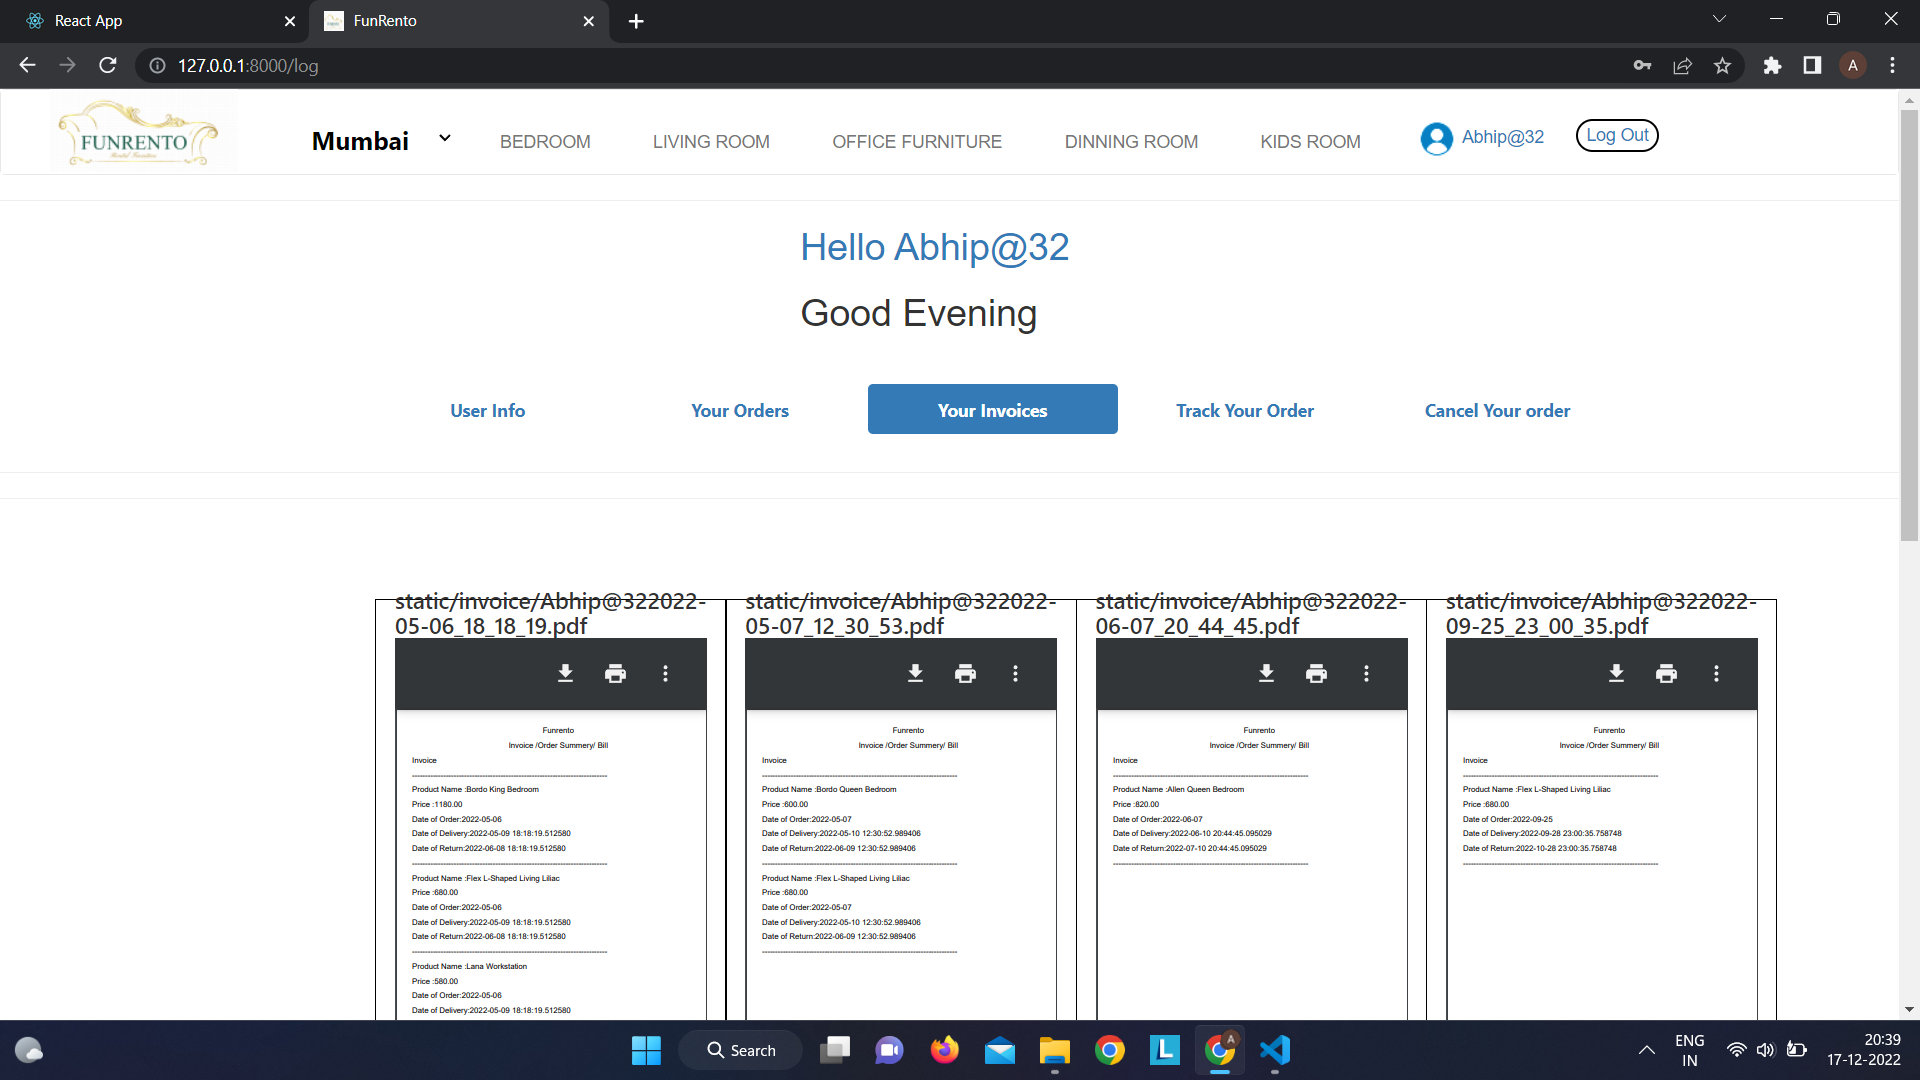 React App
FunRento
127.0.0.1:8000/log
A
FUNRENTO
Mumbai
BEDROOM
LIVING ROOM
OFFICE FURNITURE
DINNING ROOM
KIDS ROOM
Abhip@32
Log Out
Hello Abhip@32
Good Evening
User Info
Your Orders
Your Invoices
Track Your Order
Cancel Your order
static/invoice/Abhip@322022-
05-06_18_18_19.pdf
Funrento
Invoice /Order Summery/ Bill
Invoice
Product Name :Bordo King Bedroom
Price :1180.00
Date of Order:2022-05-06
Date of Delivery:2022-05-09 18:18:19.512580
Date of Return:2022-06-08 18:18:19.512580
Product Name :Flex L-Shaped Living Liliac
Price :680.00
Date of Order:2022-05-06
Date of Delivery:2022-05-09 18:18:19.512580
Date of Return:2022-06-08 18:18:19.512580
Product Name :Lana Workstation
Price :580.00
Date of Order:2022-05-06
Date of Delivery:2022-05-09 18:18:19.512580
static/invoice/Abhip@322022-
05-07_12_30_53.pdf
Funrento
Invoice /Order Summery/ Bill
Invoice
Product Name :Bordo Queen Bedroom
Price :600.00
Date of Order:2022-05-07
Date of Delivery:2022-05-10 12:30:52.989406
Date of Return:2022-06-09 12:30:52.989406
Product Name :Flex L-Shaped Living Liliac
Price :680.00
Date of Order:2022-05-07
Date of Delivery:2022-05-10 12:30:52.989406
Date of Return:2022-06-09 12:30:52.989406
static/invoice/Abhip@322022-
06-07_20_44_45.pdf
Funrento
Invoice /Order Summery/ Bill
Invoice
Product Name :Allen Queen Bedroom
Price :820.00
Date of Order:2022-06-07
Date of Delivery:2022-06-10 20:44:45.095029
Date of Return:2022-07-10 20:44:45.095029
static/invoice/Abhip@322022-
09-25_23_00_35.pdf
Funrento
Invoice /Order Summery/ Bill
Invoice
Product Name :Flex L-Shaped Living Liliac
Price :680.00
Date of Order:2022-09-25
Date of Delivery:2022-09-28 23:00:35.758748
Date of Return:2022-10-28 23:00:35.758748
Search
L
A
ENG
IN
20:39
17-12-2022